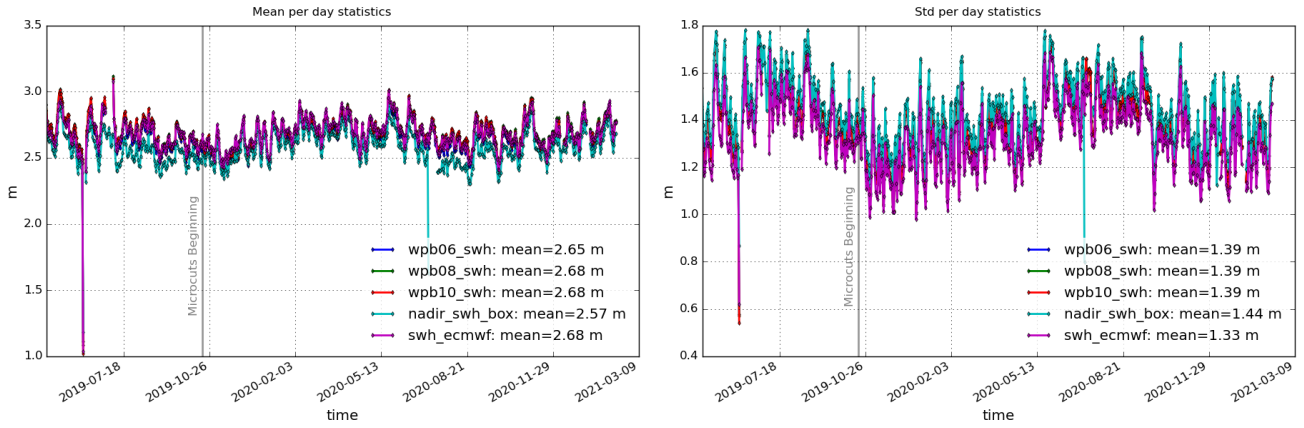 Mean per day statistics
3.5
3.0
2.5
2.0
1.5
1.0
m
Microcuts Beginning
wpb06_swh: mean=2.65 m
wpb08_swh: mean=2.68 m
wpb10_swh: mean=2.68 m
nadir_swh_box: mean=2.57 m
swh_ecmwf: mean=2.68 m
2019-07-18
2019-10-26
2020-02-03
2020-05-13
2020-08-21
2020-11-29
2021-03-09
time
Std per day statistics
1.8
1.6
1.4
1.2
1.0
0.8
0.6
0.4
m
Microcuts Beginning
wpb06_swh: mean=1.39 m
wpb08_swh: mean=1.39 m
wpb10_swh: mean=1.39 m
nadir_swh_box: mean=1.44 m
swh_ecmwf: mean=1.33 m
2019-07-18
2019-10-26
2020-02-03
2020-05-13
2020-08-21
2020-11-29
2021-03-09
time